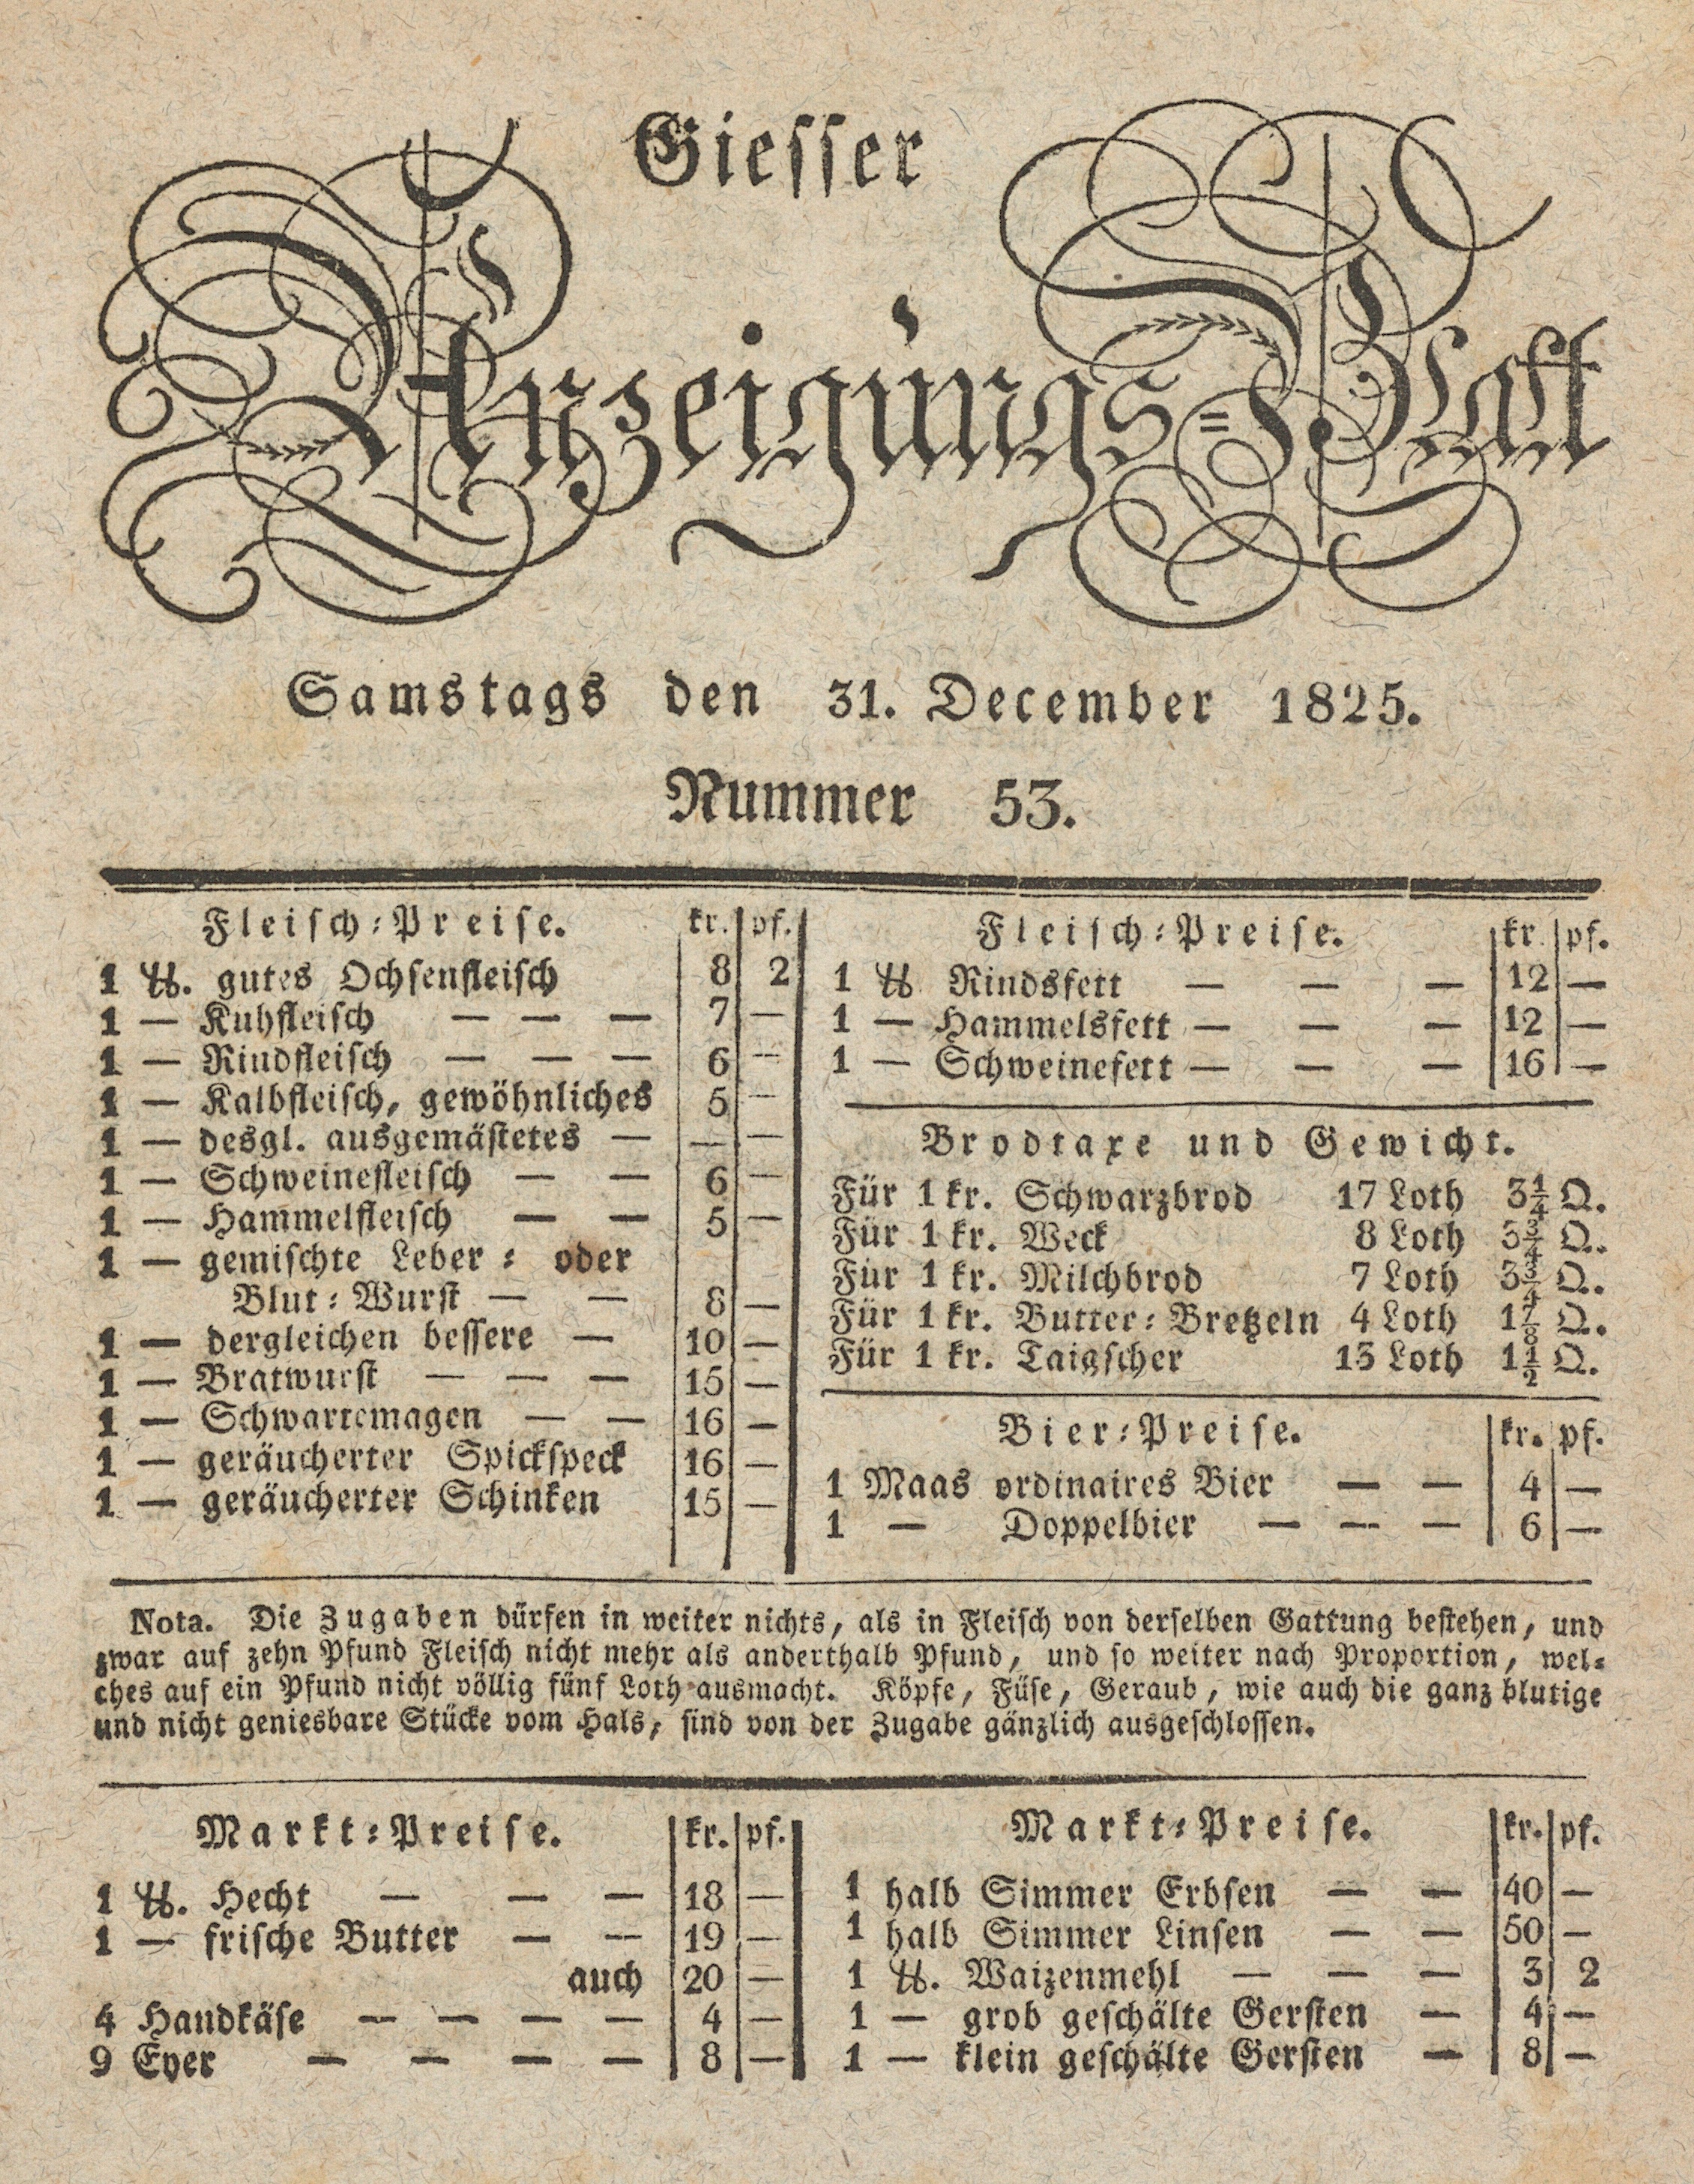 Giesser
Anzeigungs=Blatt
Samstags den 31. December 1825.
Nummer 53.
Fleisch=Preise. kr. pf.
1 ℔. gutes Ochsenfleisch 8 2
1 — Kuhfleisch — — — 7 —
1 — Rindfleisch — — — 6 —
1 — Kalbfleisch, gewöhnliches 5 —
1 — desgl. ausgemästetes — — —
1 — Schweinefleisch — — 6 —
1 — Hammelfleisch — — 5 —
1 — gemischte Leber= oder
Blut=Wurst — — 8 —
1 — dergleichen bessere — 10 —
1 — Bratwurst — — — 15 —
1 — Schwartemagen — — 16 —
1 — geräucherter Spickspeck 16 —
1 — geräucherter Schinken 15 —
Fleisch=Preise. kr. pf.
1 ℔ Rindsfett — — — 12 —
1 — Hammelsfett — — — 12 —
1 — Schweinefett — — — 16 —
Brodtaxe und Gewicht.
Für 1 kr. Schwarzbrod 17 Loth 3¼ Q.
Für 1 kr. Weck 8 Loth 3¾ Q.
Für 1 kr. Milchbrod 7 Loth 3¾ Q.
Für 1 kr. Butter=Bretzeln 4 Loth 1⅞ Q.
Für 1 kr. Taigscher 13 Loth 1½ Q.
Bier=Preise. kr. pf.
1 Maas ordinaires Bier — — 4 —
1 — Doppelbier — — — 6 —
Nota. Die Zugaben dürfen in weiter nichts, als in Fleisch von derselben Gattung bestehen, und
zwar auf zehn Pfund Fleisch nicht mehr als anderthalb Pfund, und so weiter nach Proportion, wel=
ches auf ein Pfund nicht völlig fünf Loth ausmacht. Köpfe, Füse, Geraub, wie auch die ganz blutige
und nicht geniesbare Stücke vom Hals, sind von der Zugabe gänzlich ausgeschlossen.
Markt=Preise. kr. pf.
1 ℔. Hecht — — — 18 —
1 — frische Butter — — 19 —
auch 20 —
4 Handkäse — — — — 4 —
9 Eyer — — — — 8 —
Markt=Preise. kr. pf.
1 halb Simmer Erbsen — — 40 —
1 halb Simmer Linsen — — 50 —
1 ℔. Waizenmehl — — — 3 2
1 — grob geschälte Gersten — 4 —
1 — klein geschälte Gersten — 8 —